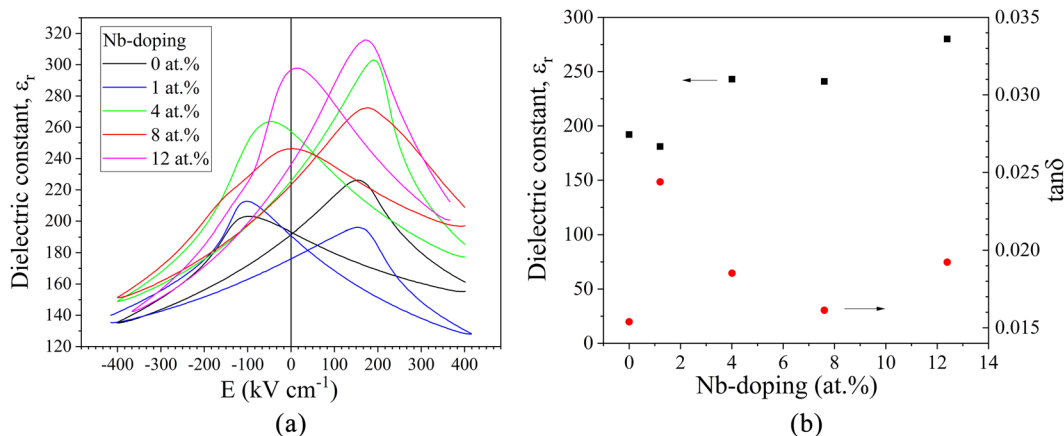 320
300
280
260
240
220
200
180
160
140
120
Dielectric constant, εr
Nb-doping
0 at.%
1 at.%
4 at.%
8 at.%
12 at.%
-400 -300 -200 -100 0 100 200 300 400
E (kV cm⁻¹)
(a)
300
250
200
150
100
50
0
Dielectric constant, εr
0.035
0.030
0.025
0.020
0.015
tanδ
0 2 4 6 8 10 12 14
Nb-doping (at.%)
(b)